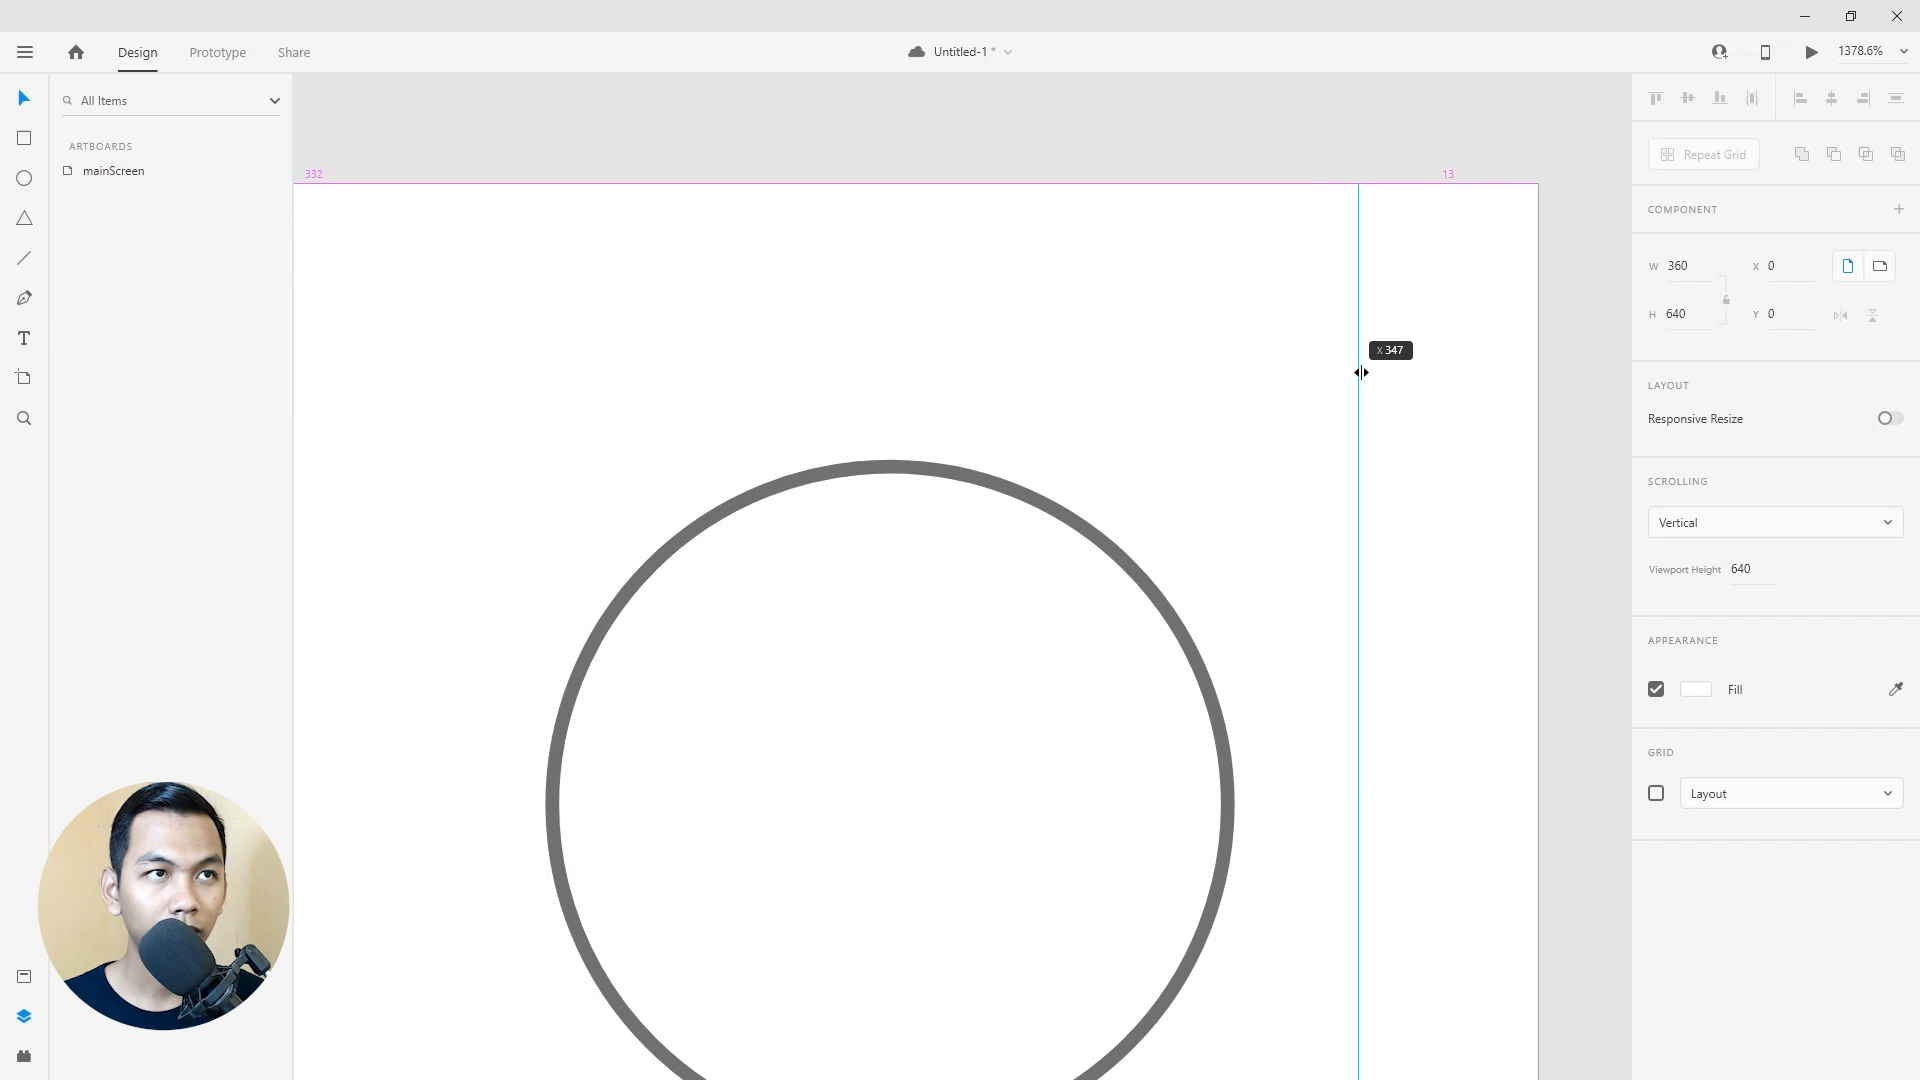 Design
Prototype
Share
Untitled-1 *
1378.6%
All Items
ARTBOARDS
mainScreen
332
13
X 347
Repeat Grid
COMPONENT
W 360
X 0
H 640
Y 0
LAYOUT
Responsive Resize
SCROLLING
Vertical
Viewport Height 640
APPEARANCE
Fill
GRID
Layout